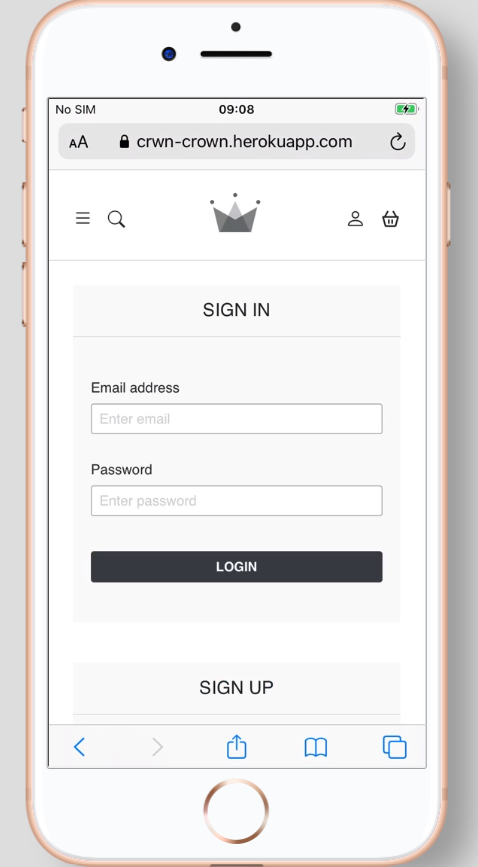 No SIM 09:08
AA crwn-crown.herokuapp.com
SIGN IN
Email address
Enter email
Password
Enter password
LOGIN
SIGN UP